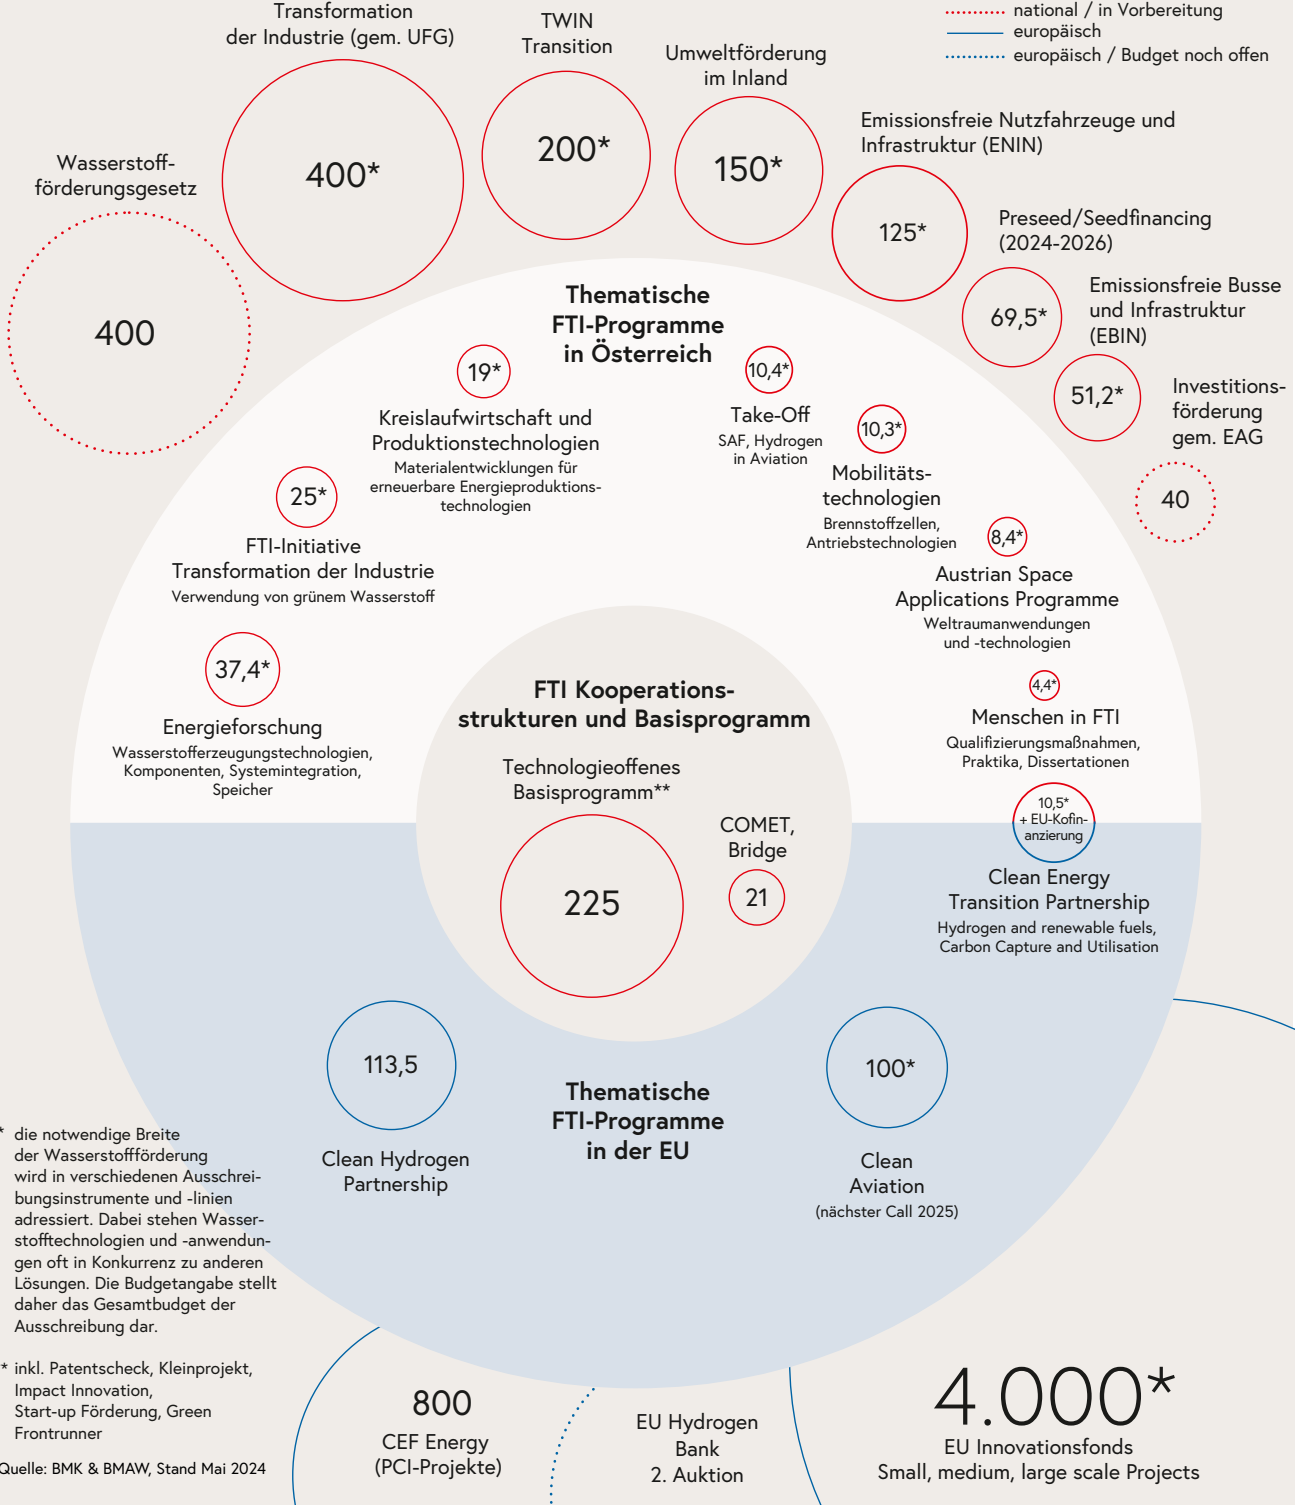 Transformation
der Industrie (gem. UFG)
400*
TWIN
Transition
200*
Umweltförderung
im Inland
150*
national / in Vorbereitung
europäisch
europäisch / Budget noch offen
Emissionsfreie Nutzfahrzeuge und
Infrastruktur (ENIN)
125*
Wasserstoff-
förderungsgesetz
400
Preseed/Seedfinancing
(2024-2026)
69,5*
Emissionsfreie Busse
und Infrastruktur
(EBIN)
51,2*
Investitions-
förderung
gem. EAG
40
Thematische
FTI-Programme
in Österreich
19*
Kreislaufwirtschaft und
Produktionstechnologien
Materialentwicklungen für
erneuerbare Energieproduktions-
technologien
10,4*
Take-Off
SAF, Hydrogen
in Aviation
10,3*
Mobilitäts-
technologien
Brennstoffzellen,
Antriebstechnologien
25*
FTI-Initiative
Transformation der Industrie
Verwendung von grünem Wasserstoff
8,4*
Austrian Space
Applications Programme
Weltraumanwendungen
und -technologien
37,4*
Energieforschung
Wasserstofferzeugungstechnologien,
Komponenten, Systemintegration,
Speicher
4,4*
Menschen in FTI
Qualifizierungsmaßnahmen,
Praktika, Dissertationen
FTI Kooperations-
strukturen und Basisprogramm
Technologieoffenes
Basisprogramm**
225
COMET,
Bridge
21
10,5*
+ EU-Kofin-
anzierung
Clean Energy
Transition Partnership
Hydrogen and renewable fuels,
Carbon Capture and Utilisation
113,5
Clean Hydrogen
Partnership
Thematische
FTI-Programme
in der EU
100*
Clean
Aviation
(nächster Call 2025)
* die notwendige Breite
der Wasserstoffförderung
wird in verschiedenen Ausschrei-
bungsinstrumente und -linien
adressiert. Dabei stehen Wasser-
stofftechnologien und -anwendun-
gen oft in Konkurrenz zu anderen
Lösungen. Die Budgetangabe stellt
daher das Gesamtbudget der
Ausschreibung dar.
* inkl. Patentscheck, Kleinprojekt,
Impact Innovation,
Start-up Förderung, Green
Frontrunner
Quelle: BMK & BMAW, Stand Mai 2024
800
CEF Energy
(PCI-Projekte)
EU Hydrogen
Bank
2. Auktion
4.000*
EU Innovationsfonds
Small, medium, large scale Projects